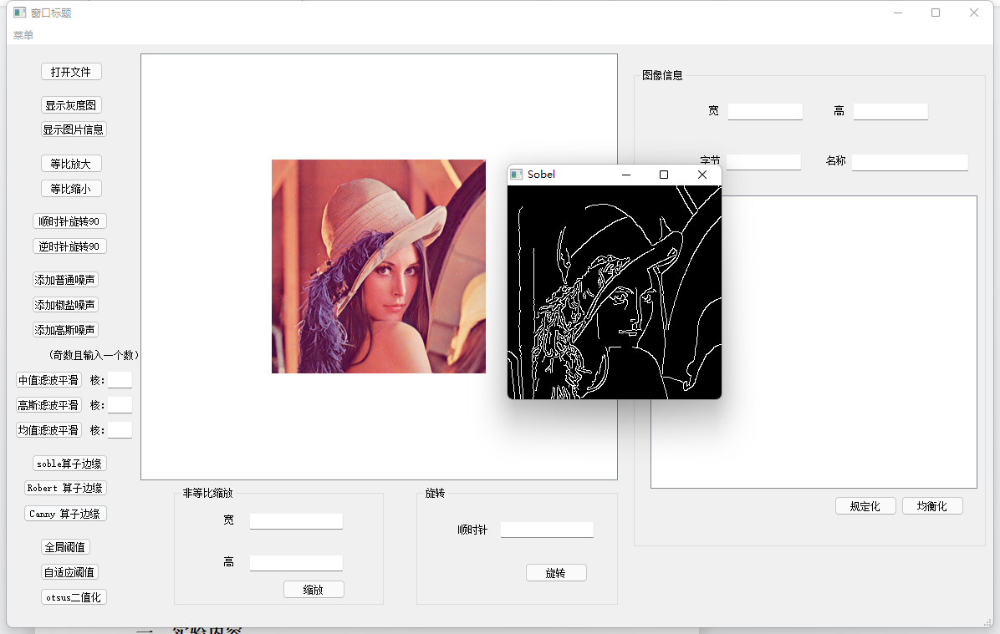 窗口标题
菜单
打开文件
显示灰度图
显示图片信息
等比放大
等比缩小
顺时针旋转90
逆时针旋转90
添加普通噪声
添加椒盐噪声
添加高斯噪声
(奇数且输入一个数)
中值滤波平滑 核:
高斯滤波平滑 核:
均值滤波平滑 核:
soble算子边缘
Robert 算子边缘
Canny 算子边缘
全局阈值
自适应阈值
otsus二值化
Sobel
非等比缩放
宽
高
缩放
旋转
顺时针
旋转
图像信息
宽 高
字节 名称
规定化 均衡化
一、实验内容